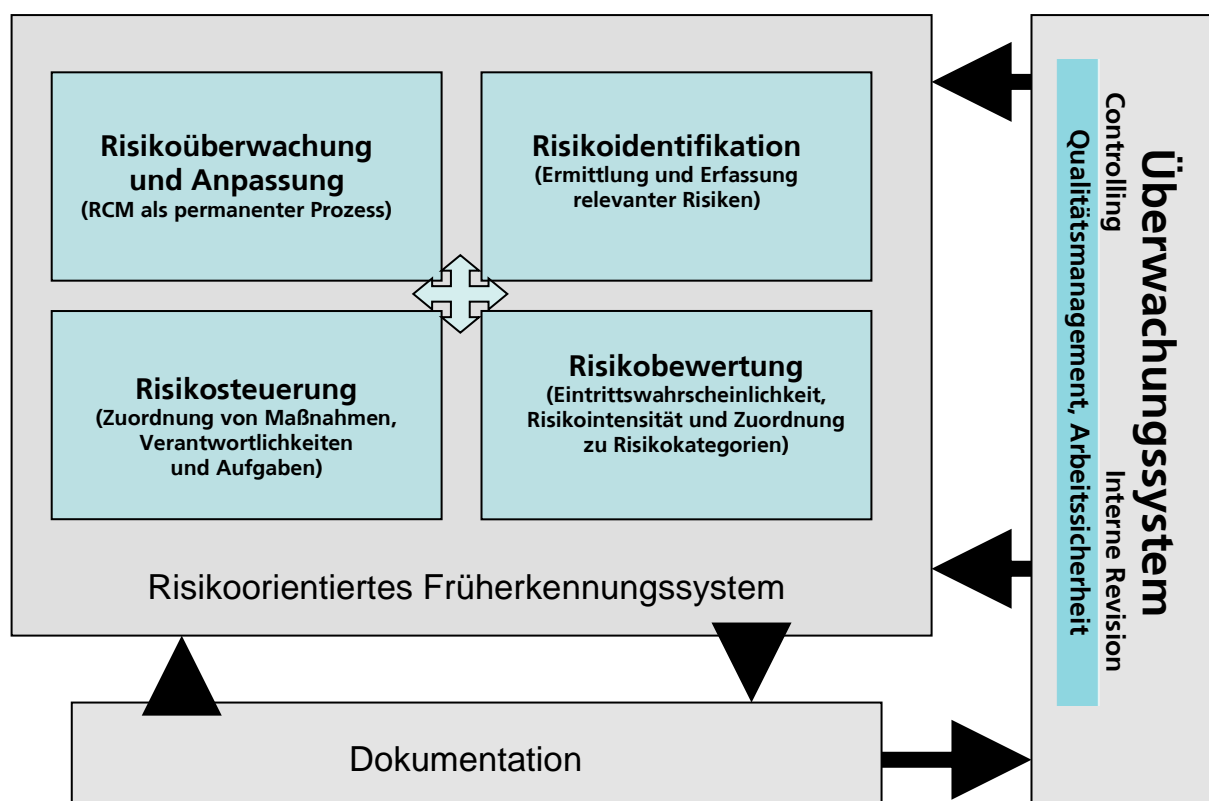 Risikoüberwachung
und Anpassung
(RCM als permanenter Prozess)
Risikoidentifikation
(Ermittlung und Erfassung
relevanter Risiken)
Risikosteuerung
(Zuordnung von Maßnahmen,
Verantwortlichkeiten
und Aufgaben)
Risikobewertung
(Eintrittswahrscheinlichkeit,
Risikointensität und Zuordnung
zu Risikokategorien)
Risikoorientiertes Früherkennungssystem
Dokumentation
Überwachungssystem
Controlling
Interne Revision
Qualitätsmanagement, Arbeitssicherheit